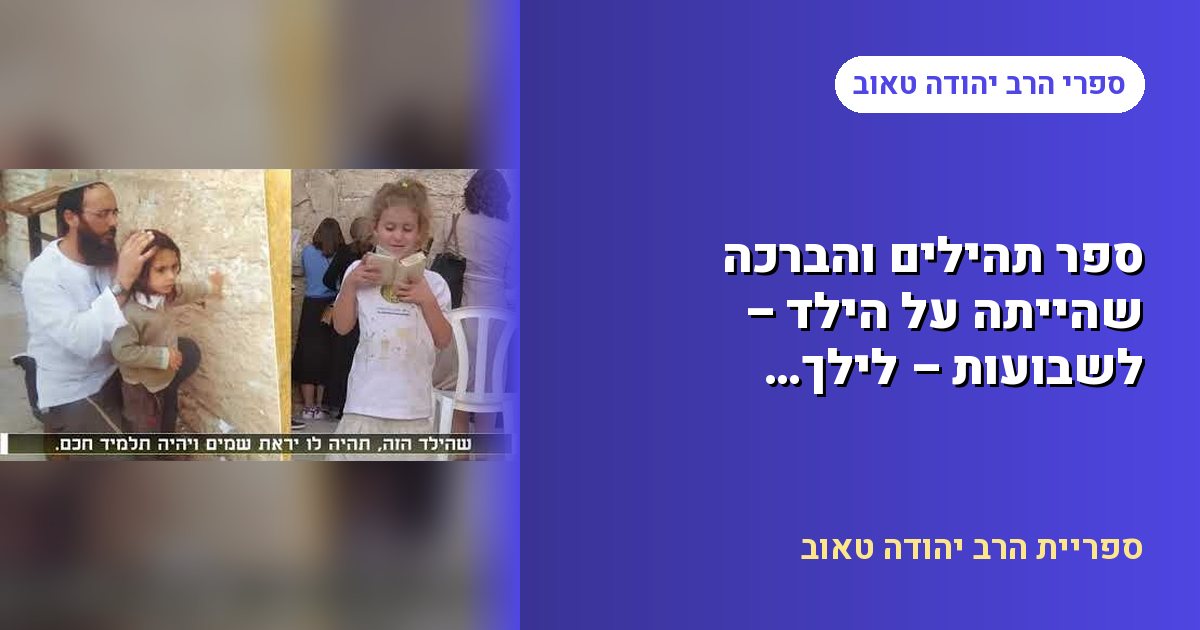 ספרי הרב יהודה טאוב
ספר תהילים והברכה
שהייתה על הילד –
לשבועות – לילך...
שהילד הזה, תהיה לו יראת שמים ויהיה תלמיד חכם.
ספריית הרב יהודה טאוב